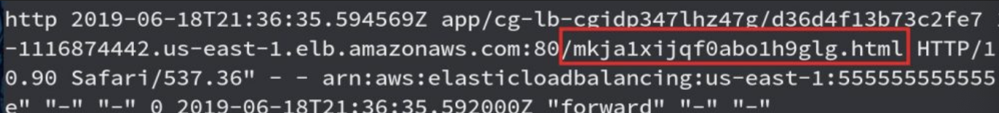 http 2019-06-18T21:36:35.594569Z app/cg-lb-cgidp347lhz47g/d36d4f13b73c2fe7
-1116874442.us-east-1.elb.amazonaws.com:80/mkja1xijqf0abo1h9glg.html HTTP/1
0.90 Safari/537.36" - - arn:aws:elasticloadbalancing:us-east-1:555555555555
e" "-" "-" 0 2019-06-18T21:36:35.592000Z "forward" "-" "-"